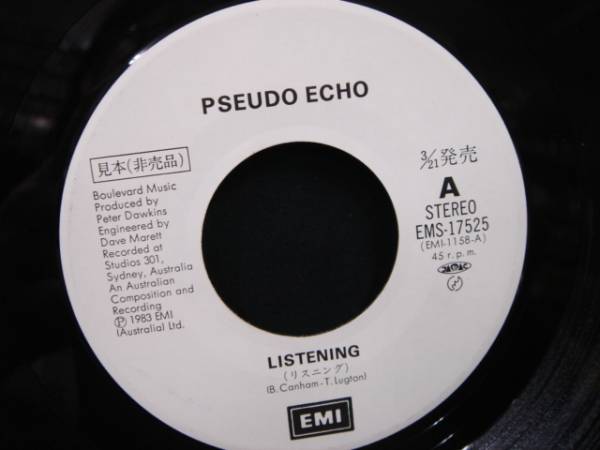 PSEUDO ECHO
見本(非売品)
Boulevard Music
Produced by
Peter Dawkins
Engineered by
Dave Marett
Recorded at
Studios 301,
Sydney, Australia
An Australian
Composition and
Recording
Ⓟ 1983 EMI
(Australia) Ltd.
3/21発売
A
STEREO
EMS-17525
(EMI-1158-A)
45 r.p.m.
LISTENING
(リスニング)
(B. Canham-T. Lugton)
EMI